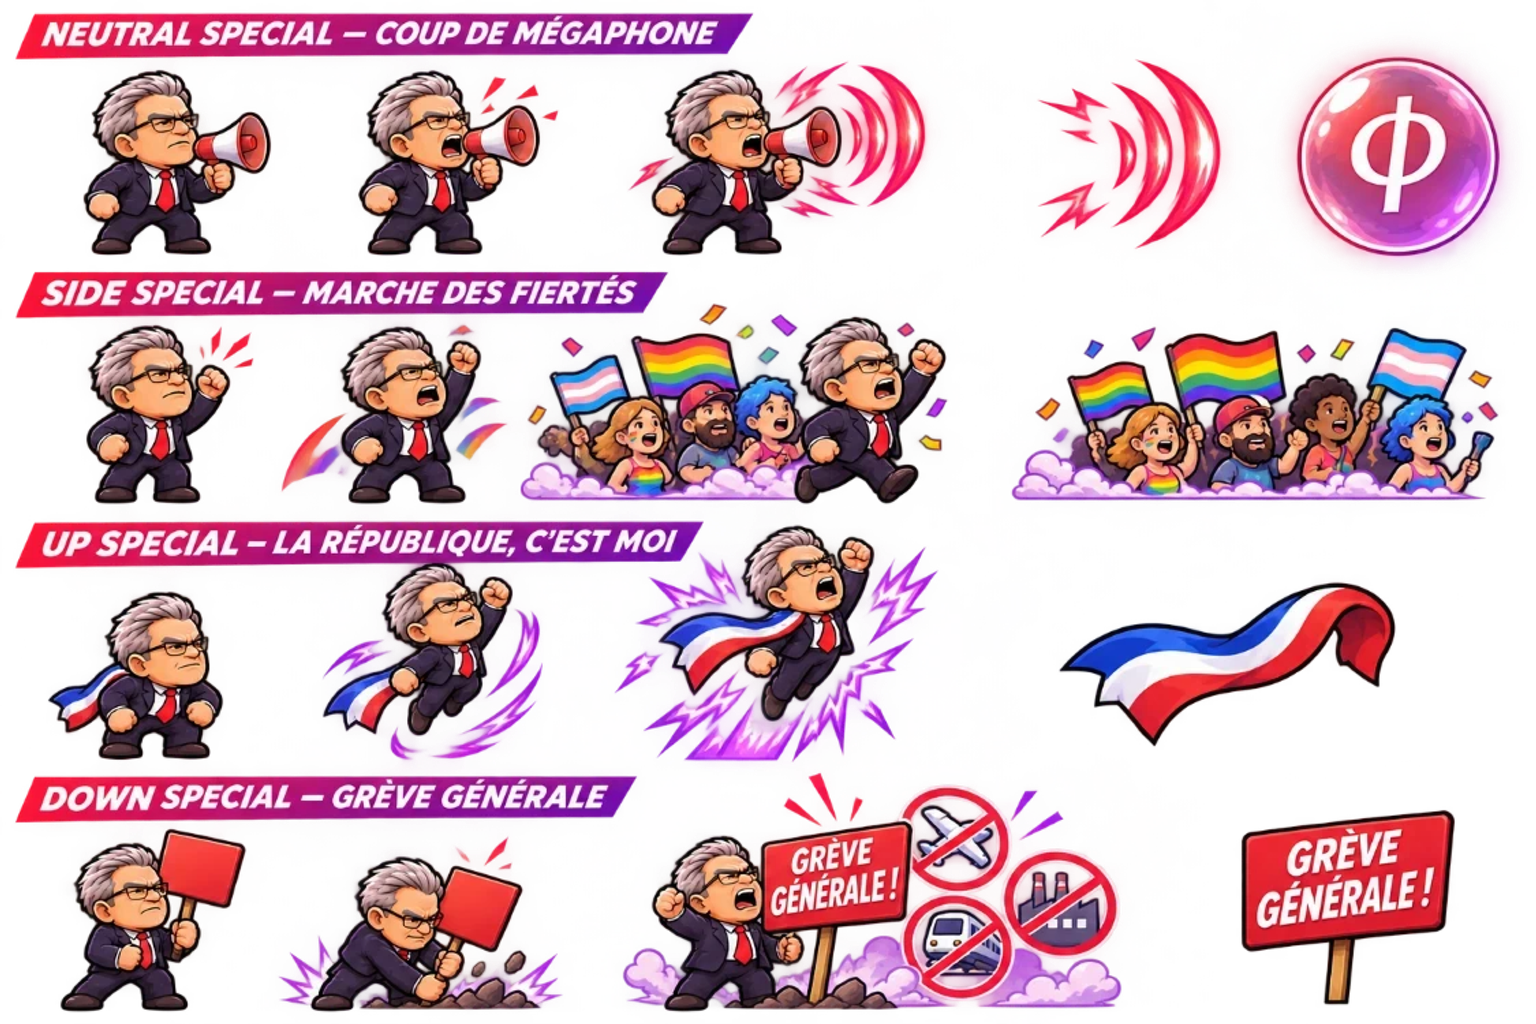 NEUTRAL SPECIAL – COUP DE MÉGAPHONE
φ
SIDE SPECIAL – MARCHE DES FIERTÉS
UP SPECIAL – LA RÉPUBLIQUE, C'EST MOI
DOWN SPECIAL – GRÈVE GÉNÉRALE
GRÈVE
GÉNÉRALE !
GRÈVE
GÉNÉRALE !